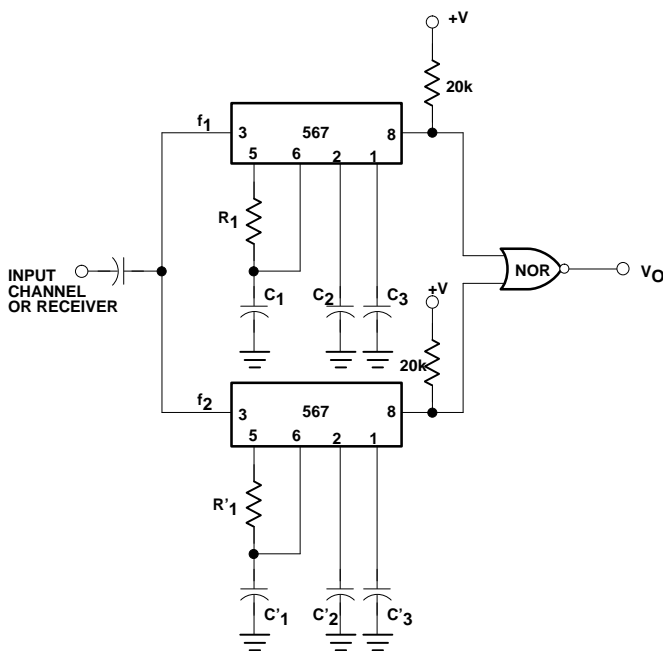 +V
20k
f1
3
567
8
5
6
2
1
R1
C1
C2
C3
INPUT
CHANNEL
OR RECEIVER
NOR
VO
+V
20k
f2
3
567
8
5
6
2
1
R'1
C'1
C'2
C'3